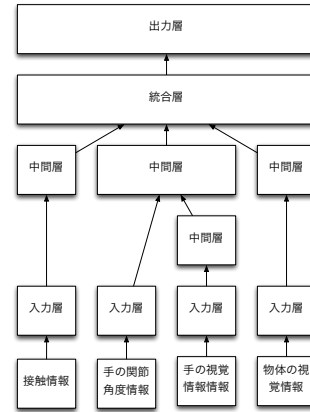 出力層
統合層
中間層
中間層
中間層
中間層
入力層
入力層
入力層
入力層
接触情報
手の関節
角度情報
手の視覚
情報情報
物体の視
覚情報